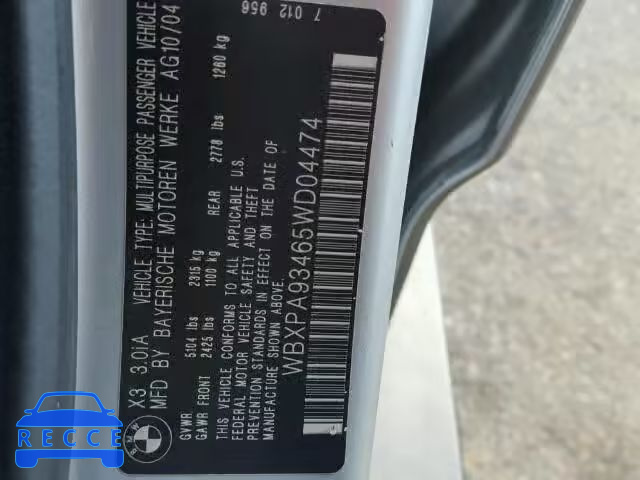 X3 3.0IA VEHICLE TYPE: MULTIPURPOSE PASSENGER VEHICLE
MFD BY BAYERISCHE MOTOREN WERKE AG10/04
GVWR 5104 lbs 2315 kg
GAWR FRONT 2425 lbs 1100 kg REAR 2778 lbs 1260 kg
THIS VEHICLE CONFORMS TO ALL APPLICABLE U.S.
FEDERAL MOTOR VEHICLE SAFETY AND THEFT
PREVENTION STANDARDS IN EFFECT ON THE DATE OF
MANUFACTURE SHOWN ABOVE.
WBXPA93465WD04474
7 012 956
BMW
RECCE